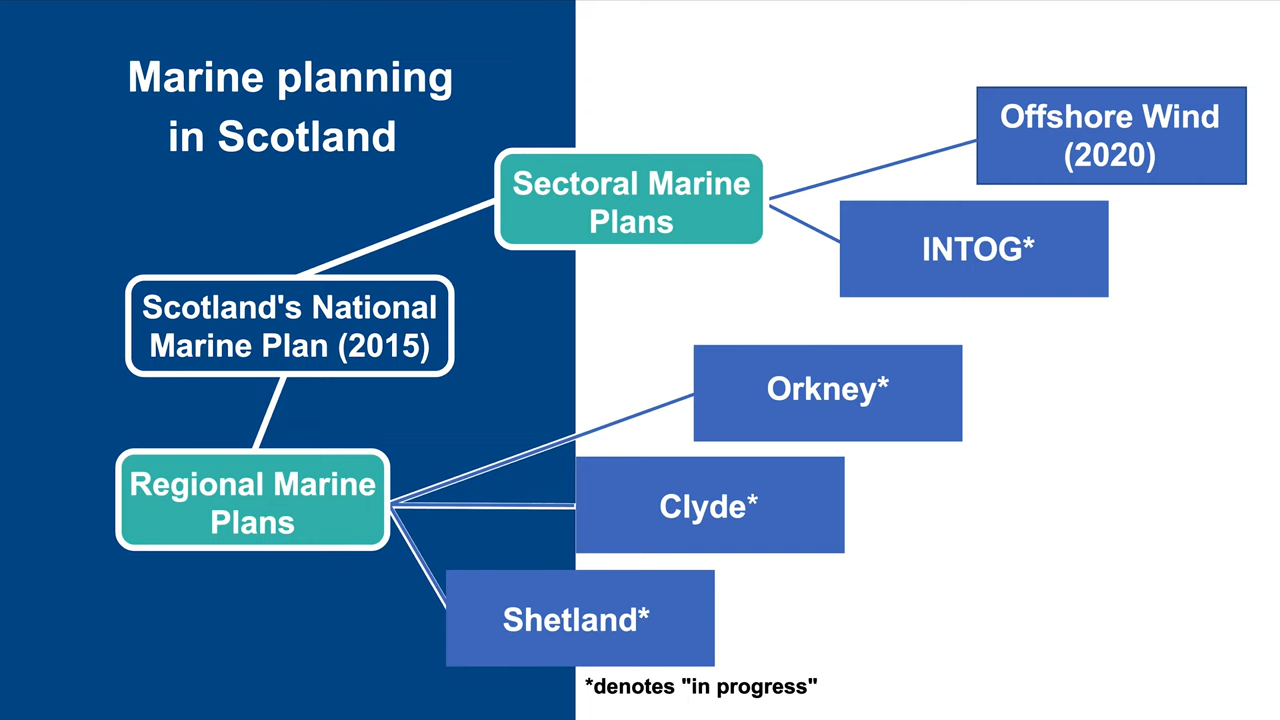 Marine planning
in Scotland
Offshore Wind
(2020)
Sectoral Marine
Plans
INTOG*
Scotland's National
Marine Plan (2015)
Orkney*
Regional Marine
Plans
Clyde*
Shetland*
*denotes "in progress"